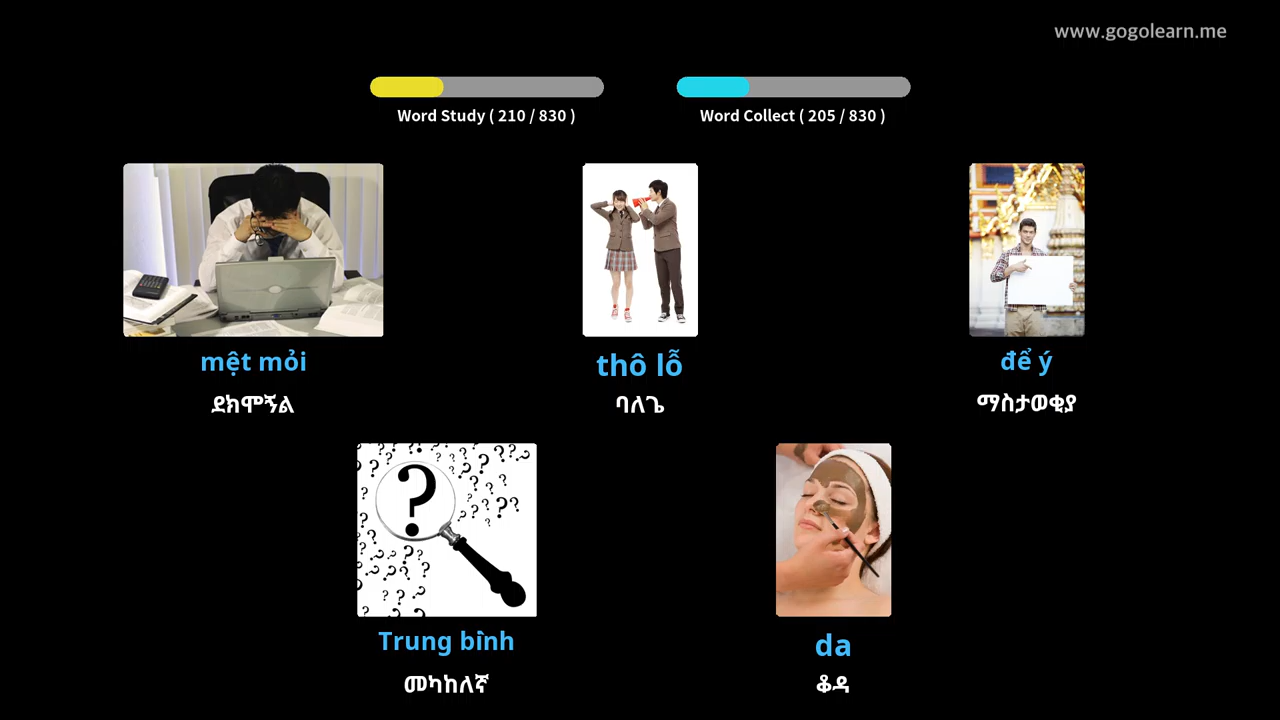 www.gogolearn.me
Word Study ( 210 / 830 )
Word Collect ( 205 / 830 )
mệt mỏi
ደክሞኝል
thô lỗ
ባለጌ
để ý
ማስታወቂያ
Trung bình
መካከለኛ
da
ቆዳ